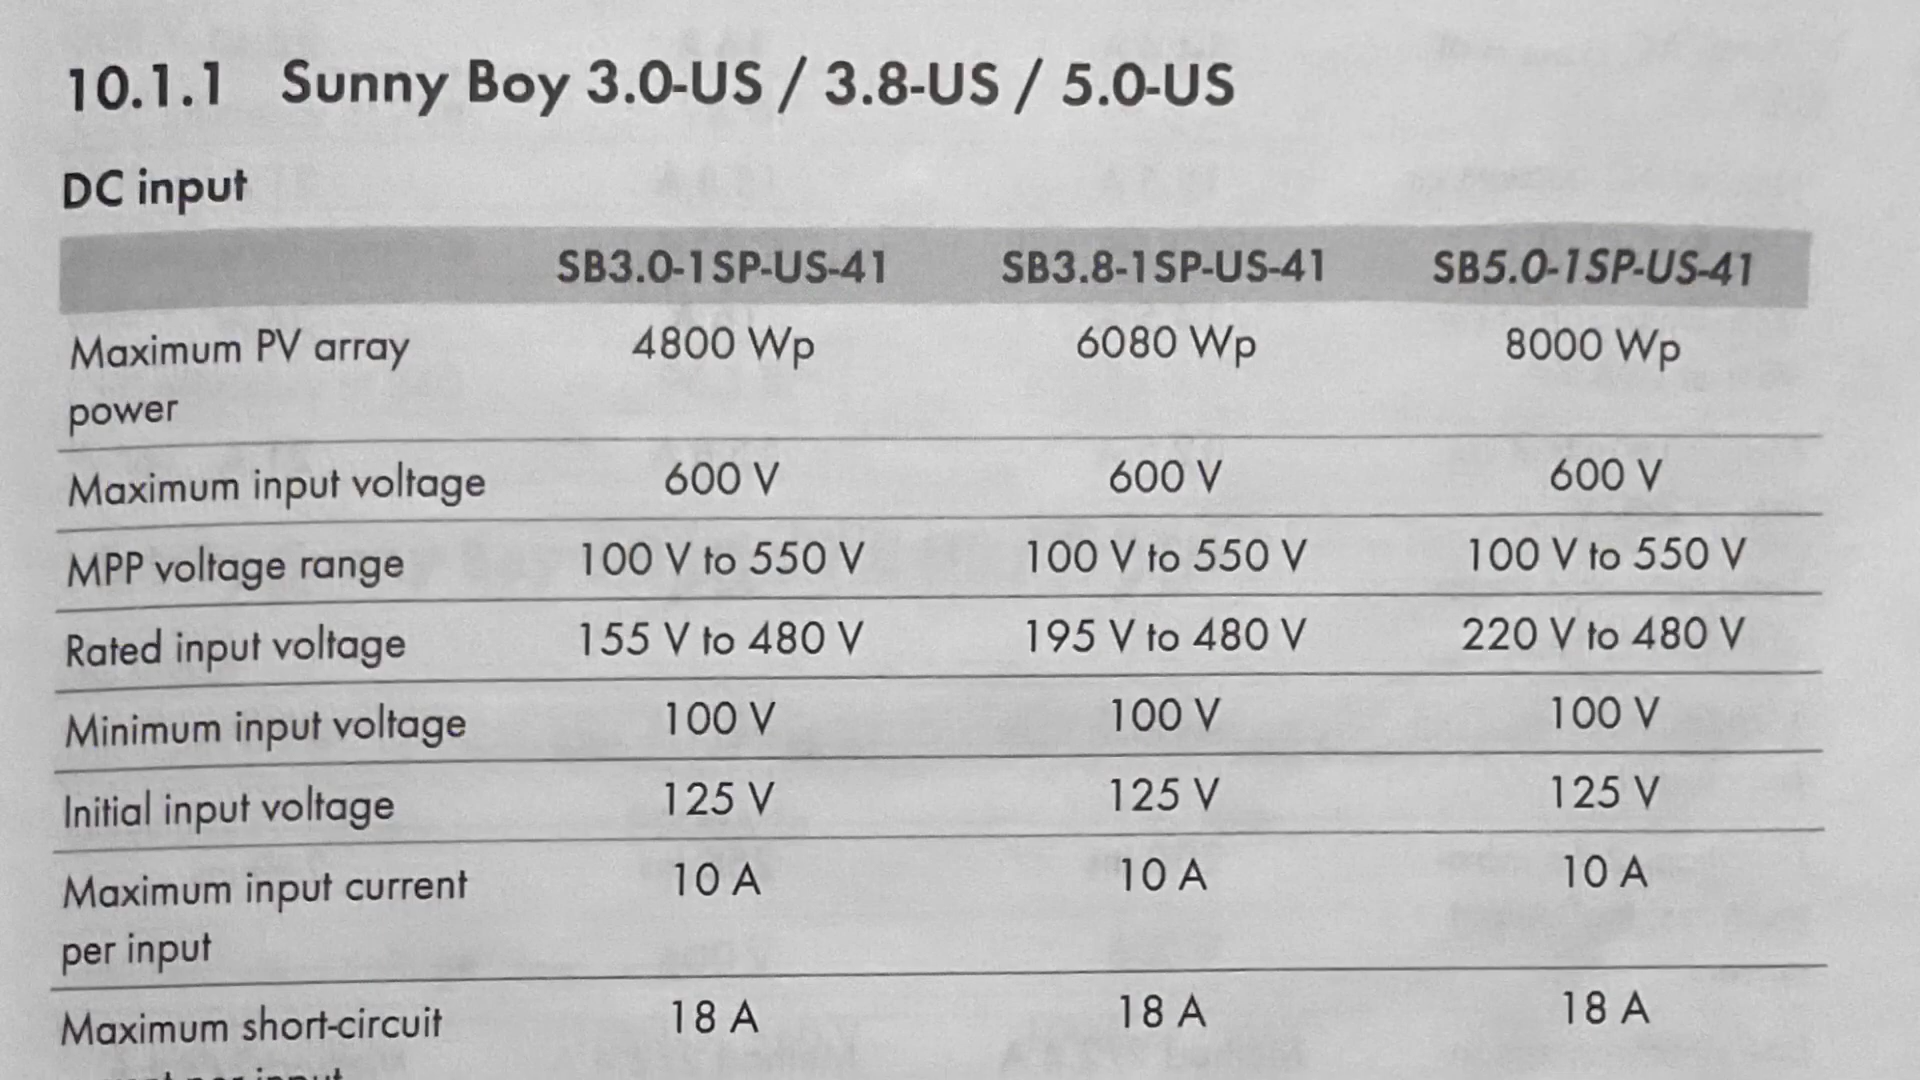 10.1.1 Sunny Boy 3.0-US / 3.8-US / 5.0-US
DC input
SB3.0-1SP-US-41 SB3.8-1SP-US-41 SB5.0-1SP-US-41
Maximum PV array 4800 Wp 6080 Wp 8000 Wp
power
Maximum input voltage 600 V 600 V 600 V
MPP voltage range 100 V to 550 V 100 V to 550 V 100 V to 550 V
Rated input voltage 155 V to 480 V 195 V to 480 V 220 V to 480 V
Minimum input voltage 100 V 100 V 100 V
Initial input voltage 125 V 125 V 125 V
Maximum input current 10 A 10 A 10 A
per input
Maximum short-circuit 18 A 18 A 18 A
per input